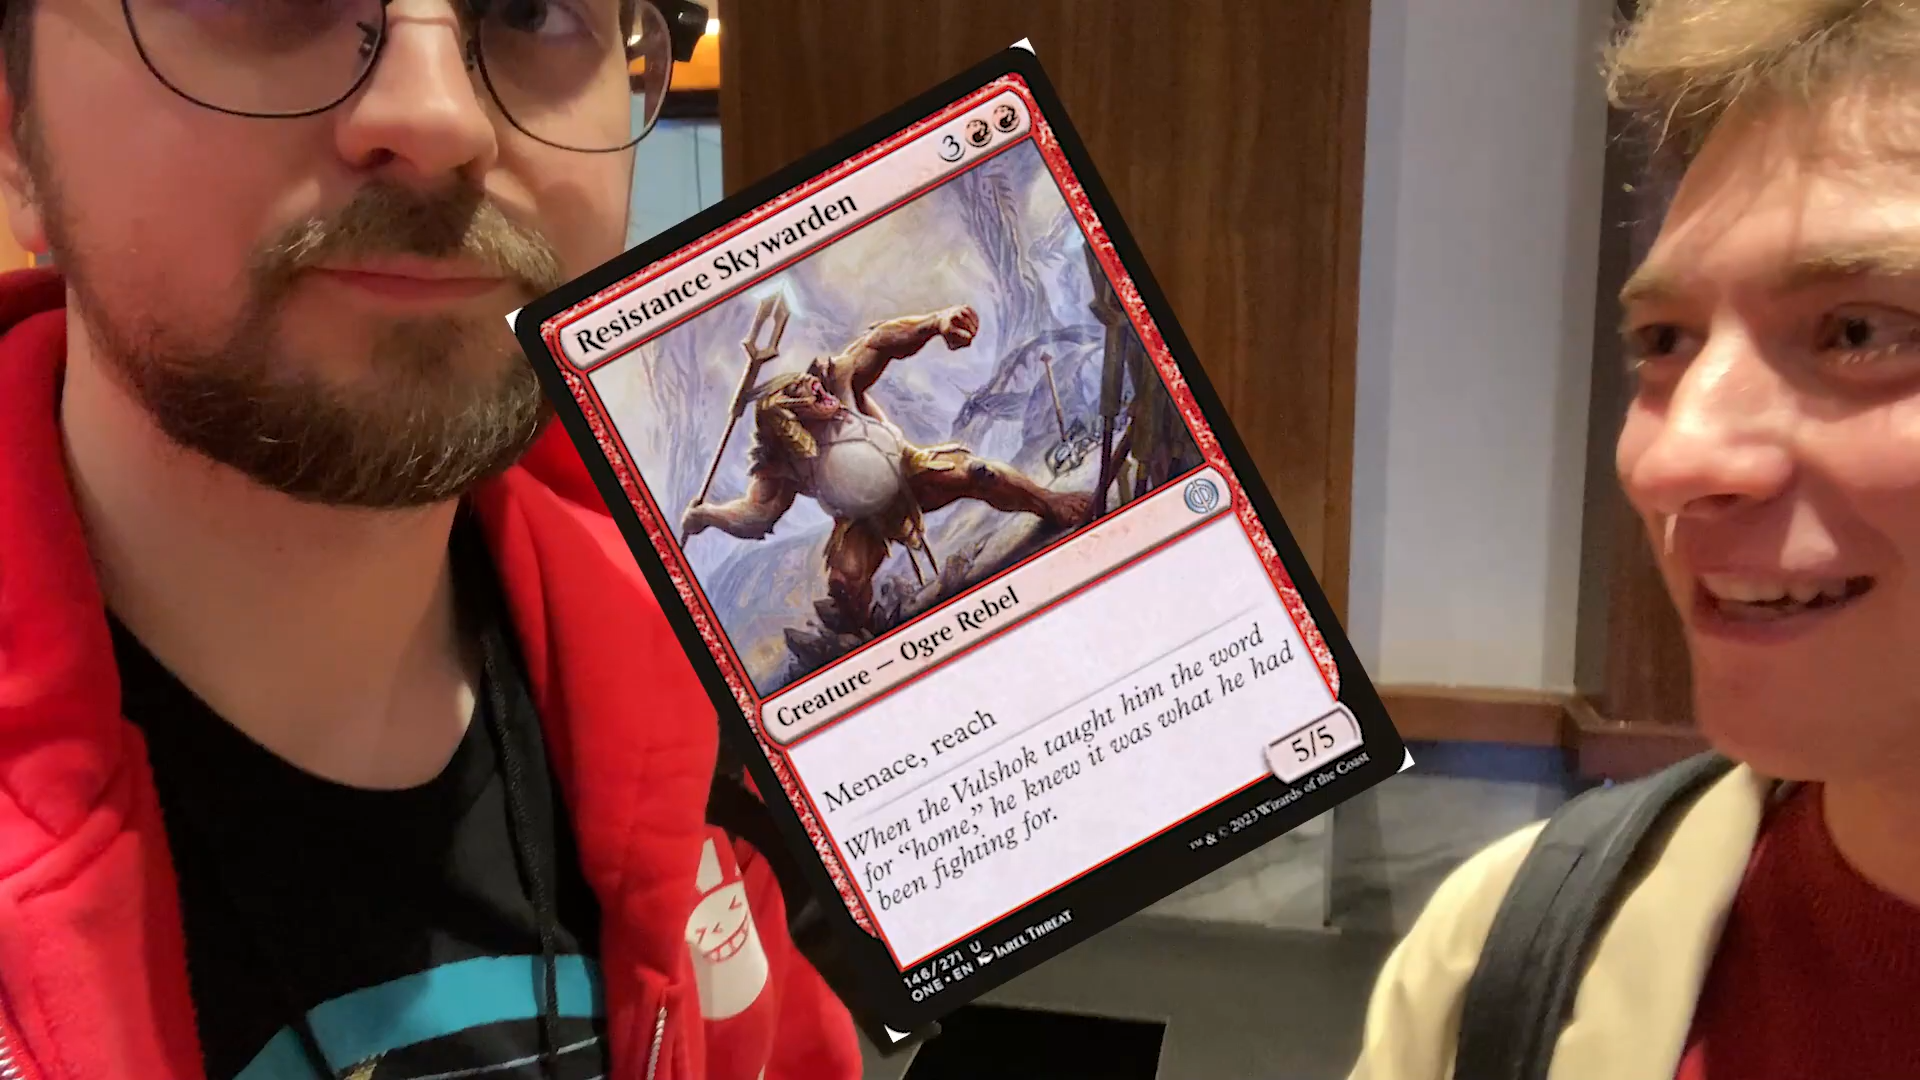 Resistance Skywarden
3
Creature — Ogre Rebel
Menace, reach
When the Vulshok taught him the word
for “home,” he knew it was what he had
been fighting for.
5/5
146/271 U
ONE • EN JAREL THREAT
™ & © 2023 Wizards of the Coast